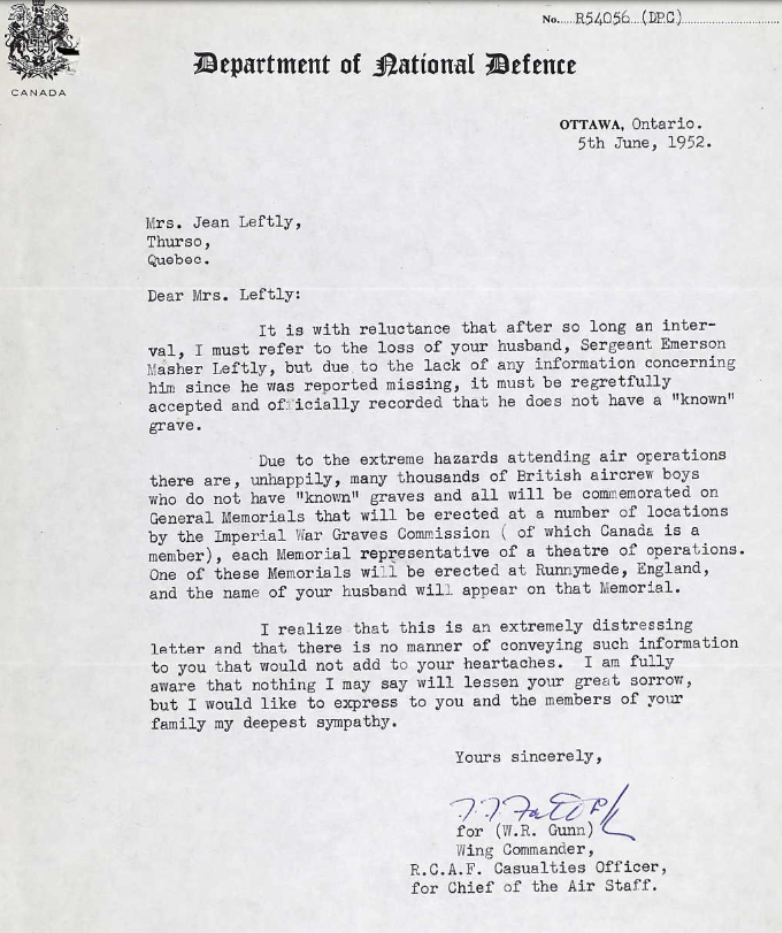 No. R54056 (DPC)
Department of National Defence
CANADA
OTTAWA, Ontario.
5th June, 1952.
Mrs. Jean Leftly,
Thurso,
Quebec.
Dear Mrs. Leftly:
It is with reluctance that after so long an inter-
val, I must refer to the loss of your husband, Sergeant Emerson
Masher Leftly, but due to the lack of any information concerning
him since he was reported missing, it must be regretfully
accepted and officially recorded that he does not have a "known"
grave.
Due to the extreme hazards attending air operations
there are, unhappily, many thousands of British aircrew boys
who do not have "known" graves and all will be commemorated on
General Memorials that will be erected at a number of locations
by the Imperial War Graves Commission ( of which Canada is a
member), each Memorial representative of a theatre of operations.
One of these Memorials will be erected at Runnymede, England,
and the name of your husband will appear on that Memorial.
I realize that this is an extremely distressing
letter and that there is no manner of conveying such information
to you that would not add to your heartaches. I am fully
aware that nothing I may say will lessen your great sorrow,
but I would like to express to you and the members of your
family my deepest sympathy.
Yours sincerely,
for (W.R. Gunn)
Wing Commander,
R.C.A.F. Casualties Officer,
for Chief of the Air Staff.